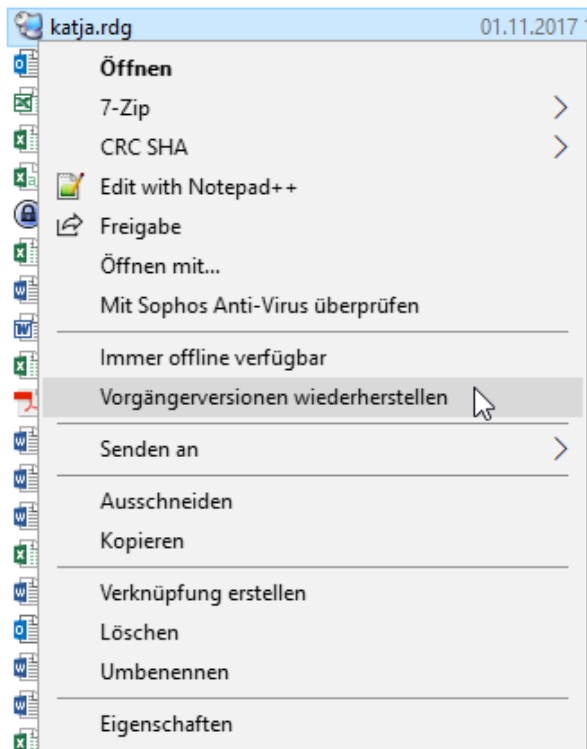 katja.rdg 01.11.2017
Öffnen
7-Zip
CRC SHA
Edit with Notepad++
Freigabe
Öffnen mit...
Mit Sophos Anti-Virus überprüfen
Immer offline verfügbar
Vorgängerversionen wiederherstellen
Senden an
Ausschneiden
Kopieren
Verknüpfung erstellen
Löschen
Umbenennen
Eigenschaften